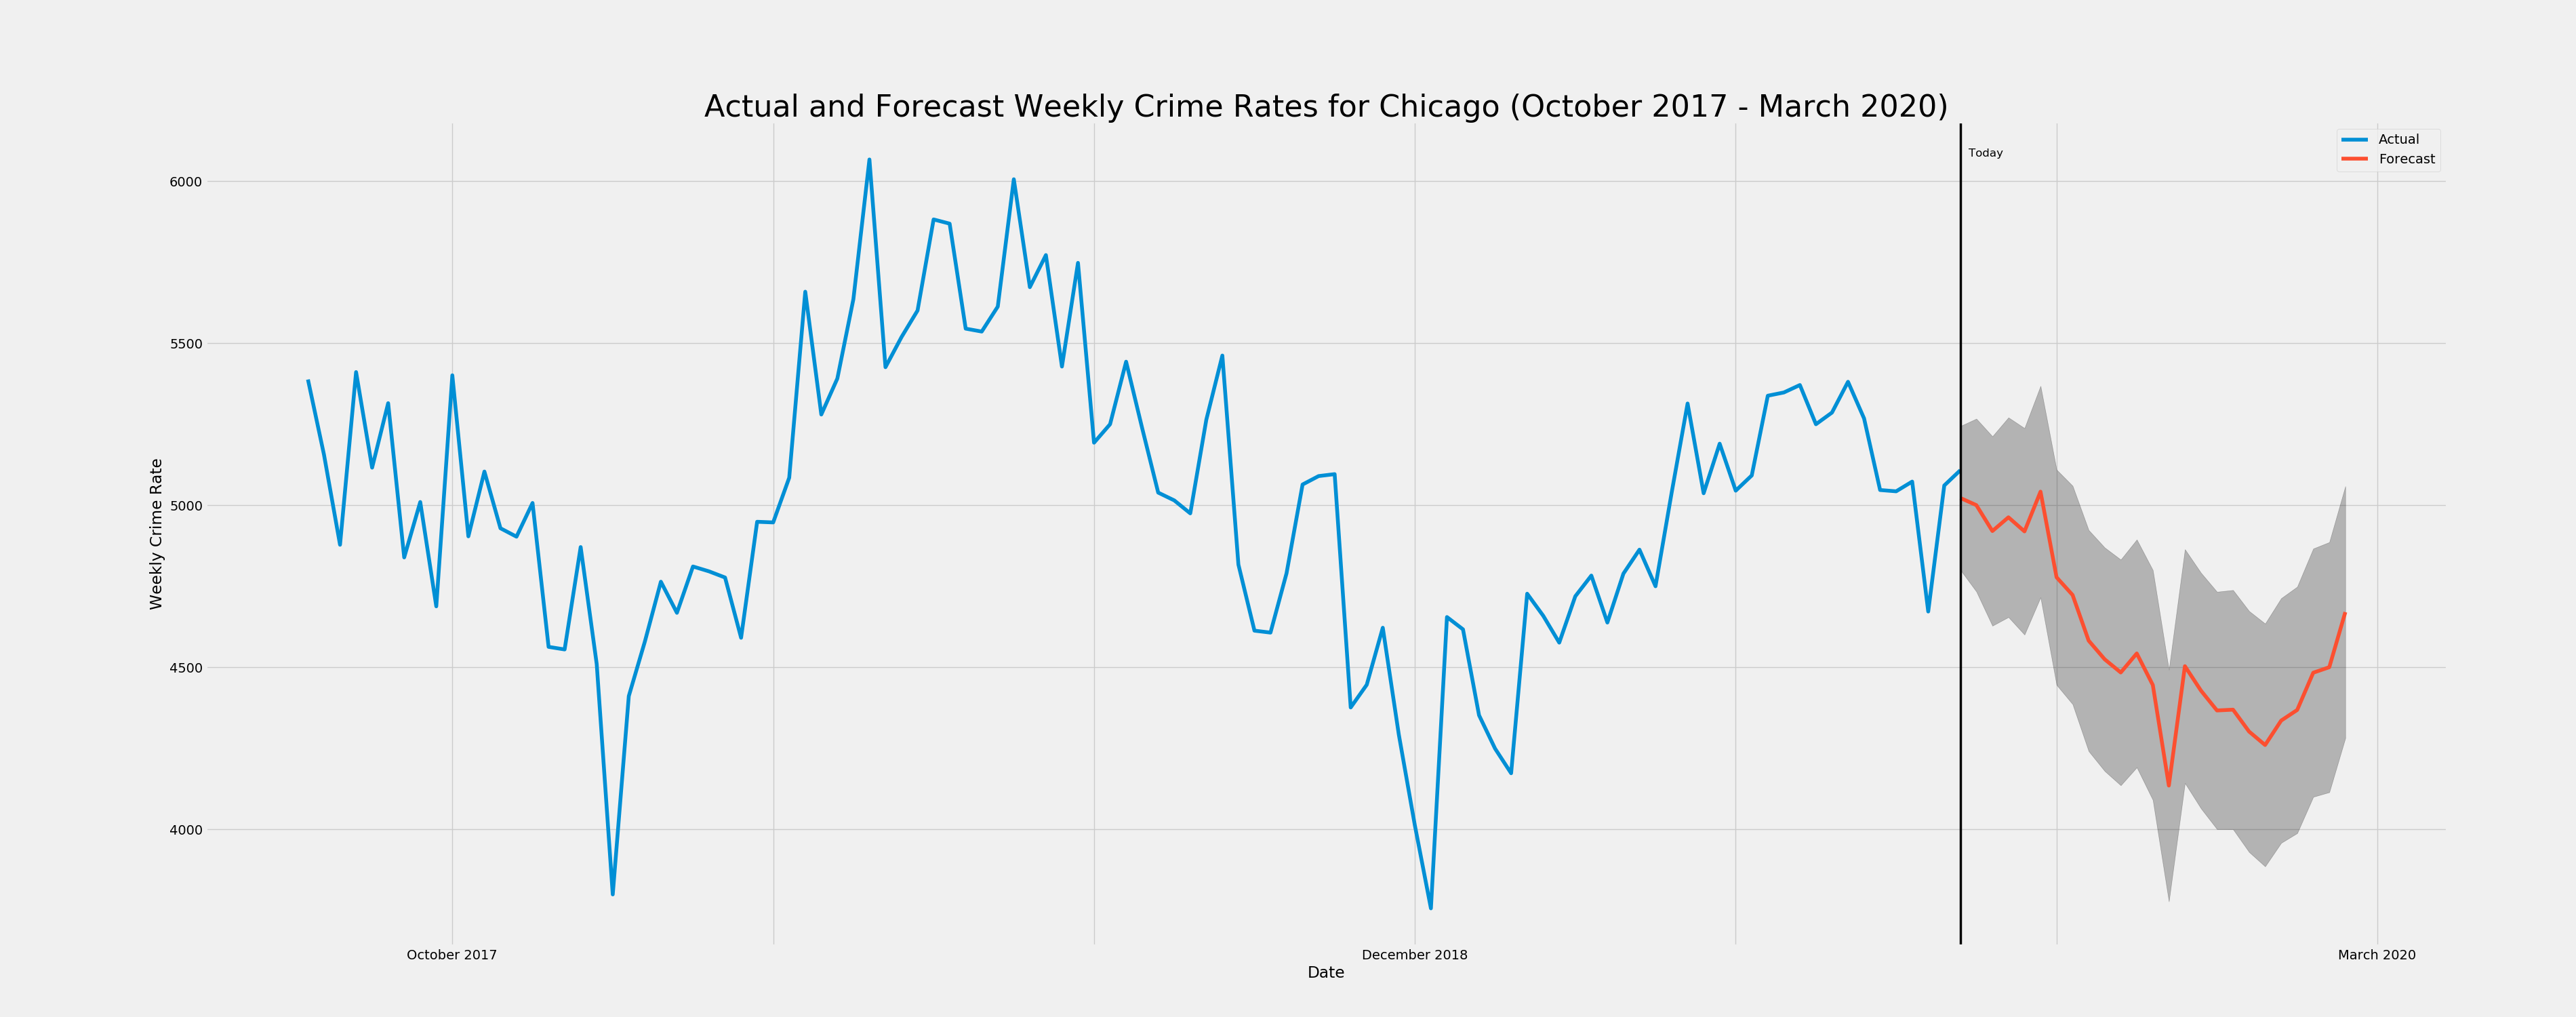 Actual and Forecast Weekly Crime Rates for Chicago (October 2017 - March 2020)
Today
Actual
Forecast
6000
5500
5000
4500
4000
Weekly Crime Rate
October 2017
December 2018
March 2020
Date